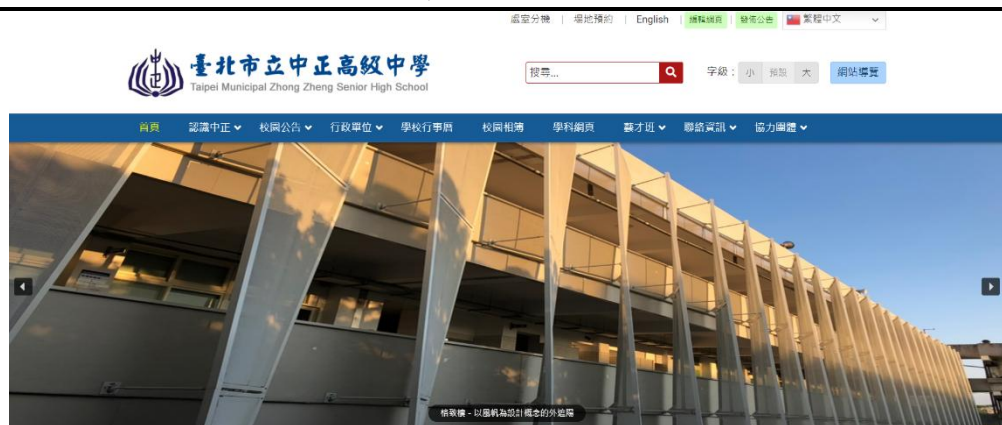 處室分機 | 場地預約 | English | 編輯網頁 | 發佈公告 繁體中文
臺北市立中正高級中學
Taipei Municipal Zhong Zheng Senior High School
搜尋...
字級：小 預設 大 網站導覽
首頁 認識中正 校園公告 行政單位 學校行事曆 校園相簿 學科網頁 藝才班 聯絡資訊 協力團體
格致樓 - 以風帆為設計概念的外遮陽